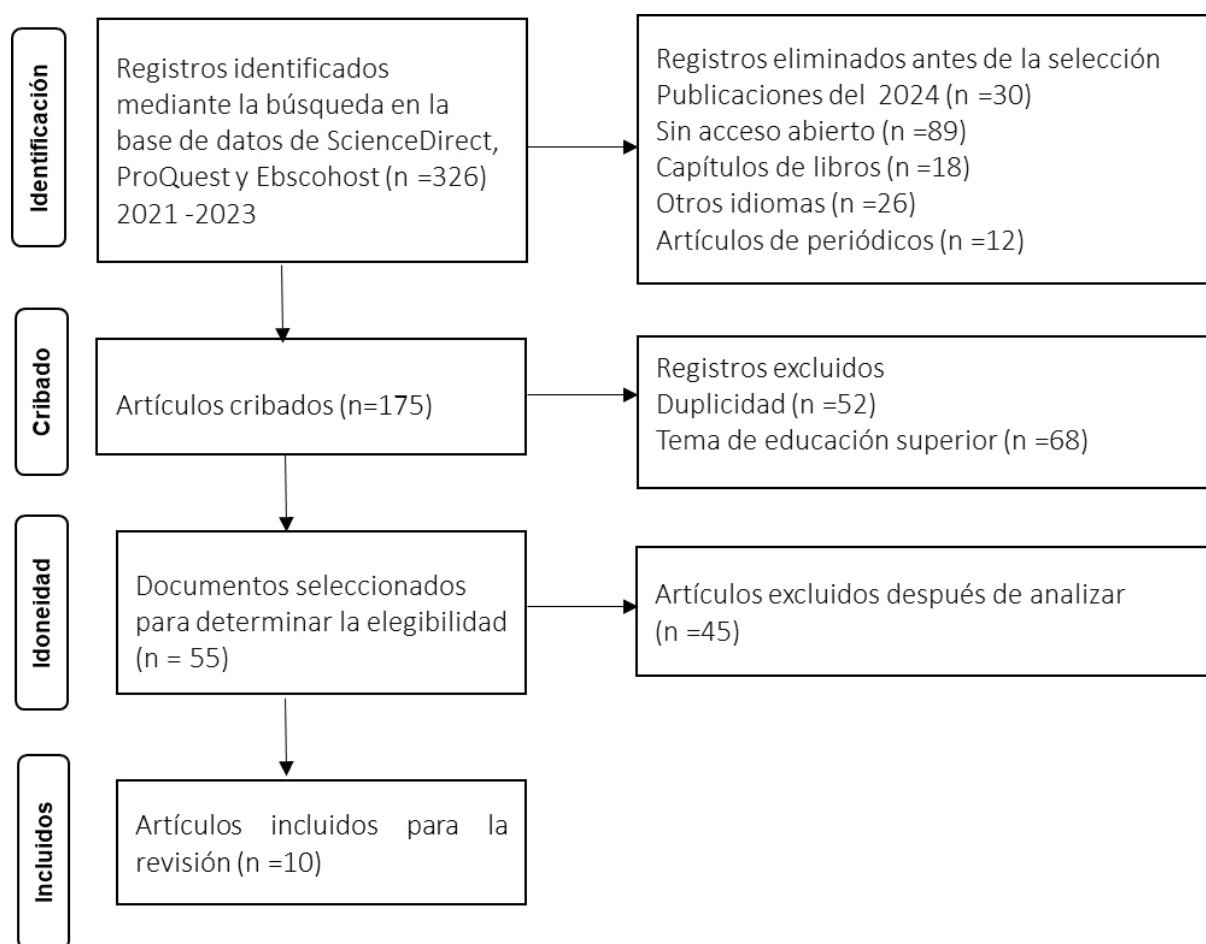 Identificación
Registros identificados
mediante la búsqueda en la
base de datos de ScienceDirect,
ProQuest y Ebscohost (n =326)
2021 -2023
Registros eliminados antes de la selección
Publicaciones del 2024 (n =30)
Sin acceso abierto (n =89)
Capítulos de libros (n =18)
Otros idiomas (n =26)
Artículos de periódicos (n =12)
Cribado
Artículos cribados (n=175)
Registros excluidos
Duplicidad (n =52)
Tema de educación superior (n =68)
Idoneidad
Documentos seleccionados
para determinar la elegibilidad
(n = 55)
Artículos excluidos después de analizar
(n =45)
Incluidos
Artículos incluidos para la
revisión (n =10)